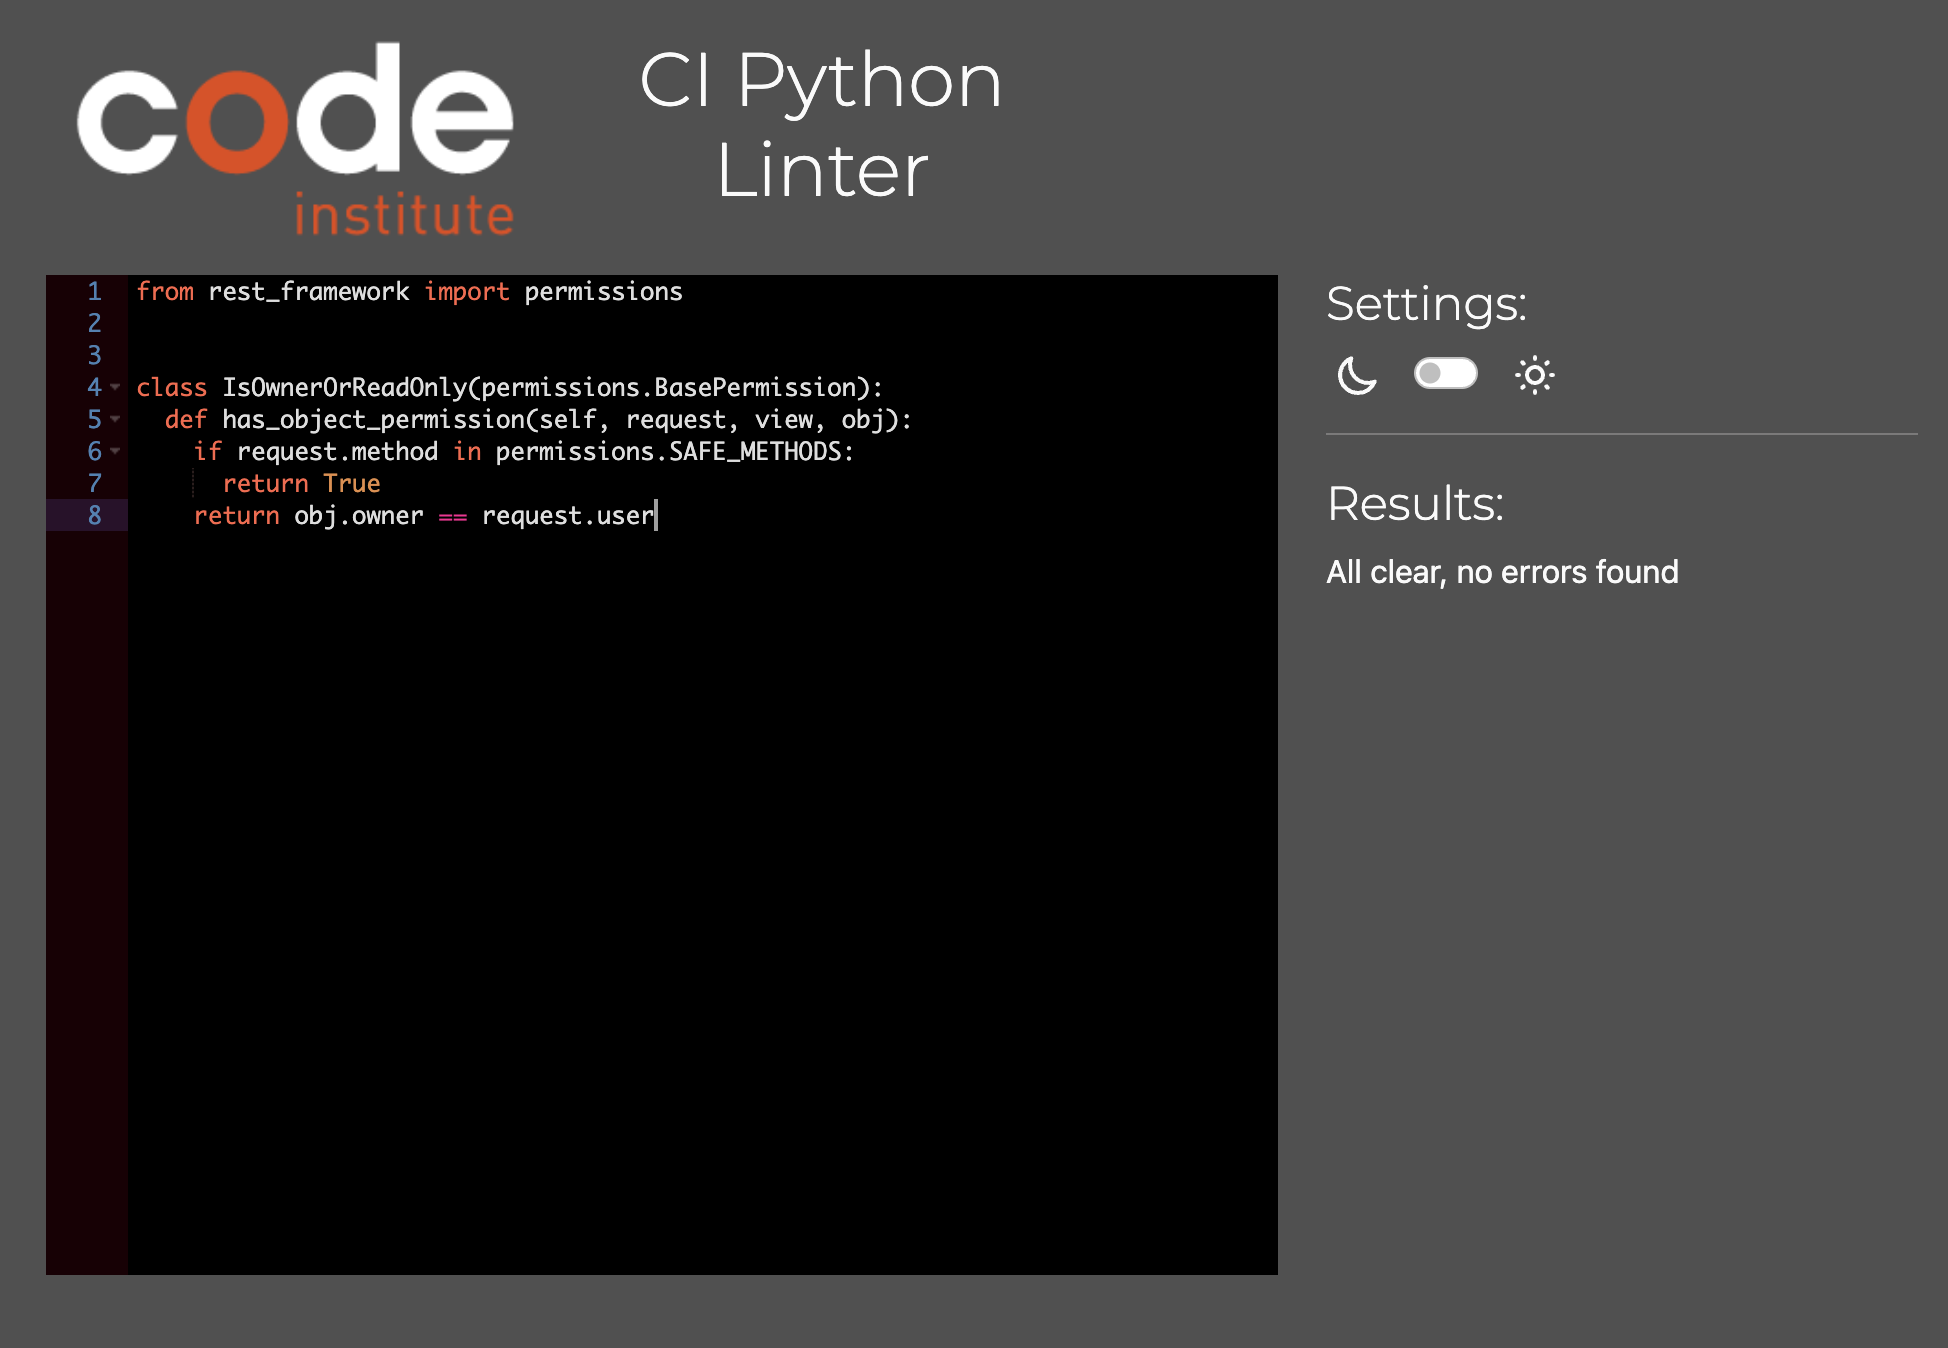 code
institute
CI Python
Linter
1 from rest_framework import permissions
2
3
4 class IsOwnerOrReadOnly(permissions.BasePermission):
5   def has_object_permission(self, request, view, obj):
6     if request.method in permissions.SAFE_METHODS:
7       return True
8     return obj.owner == request.user
Settings:
Results:
All clear, no errors found